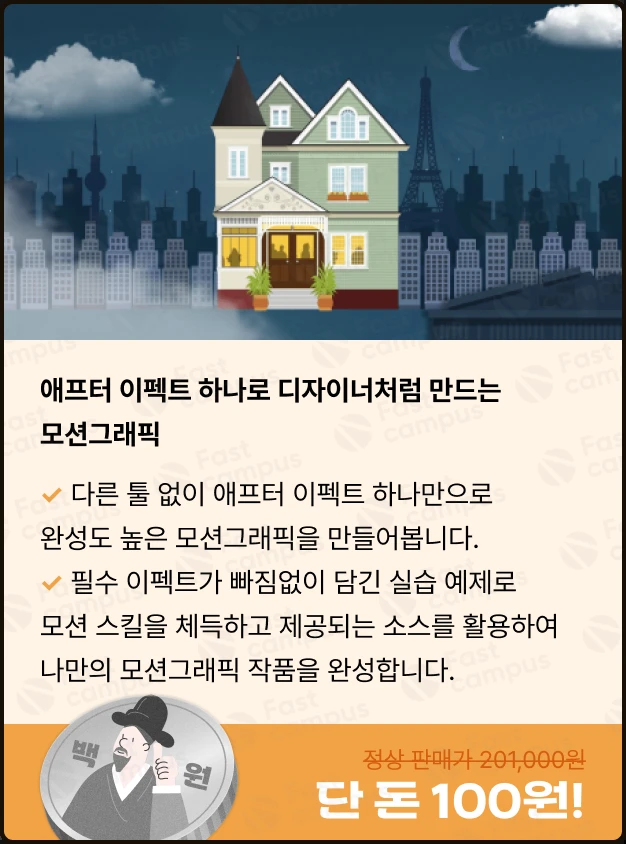 애프터 이펙트 하나로 디자이너처럼 만드는
모션그래픽
다른 툴 없이 애프터 이펙트 하나만으로
완성도 높은 모션그래픽을 만들어봅니다.
필수 이펙트가 빠짐없이 담긴 실습 예제로
모션 스킬을 체득하고 제공되는 소스를 활용하여
나만의 모션그래픽 작품을 완성합니다.
백 원
정상 판매가 201,000원
단 돈 100원!
Fast campus